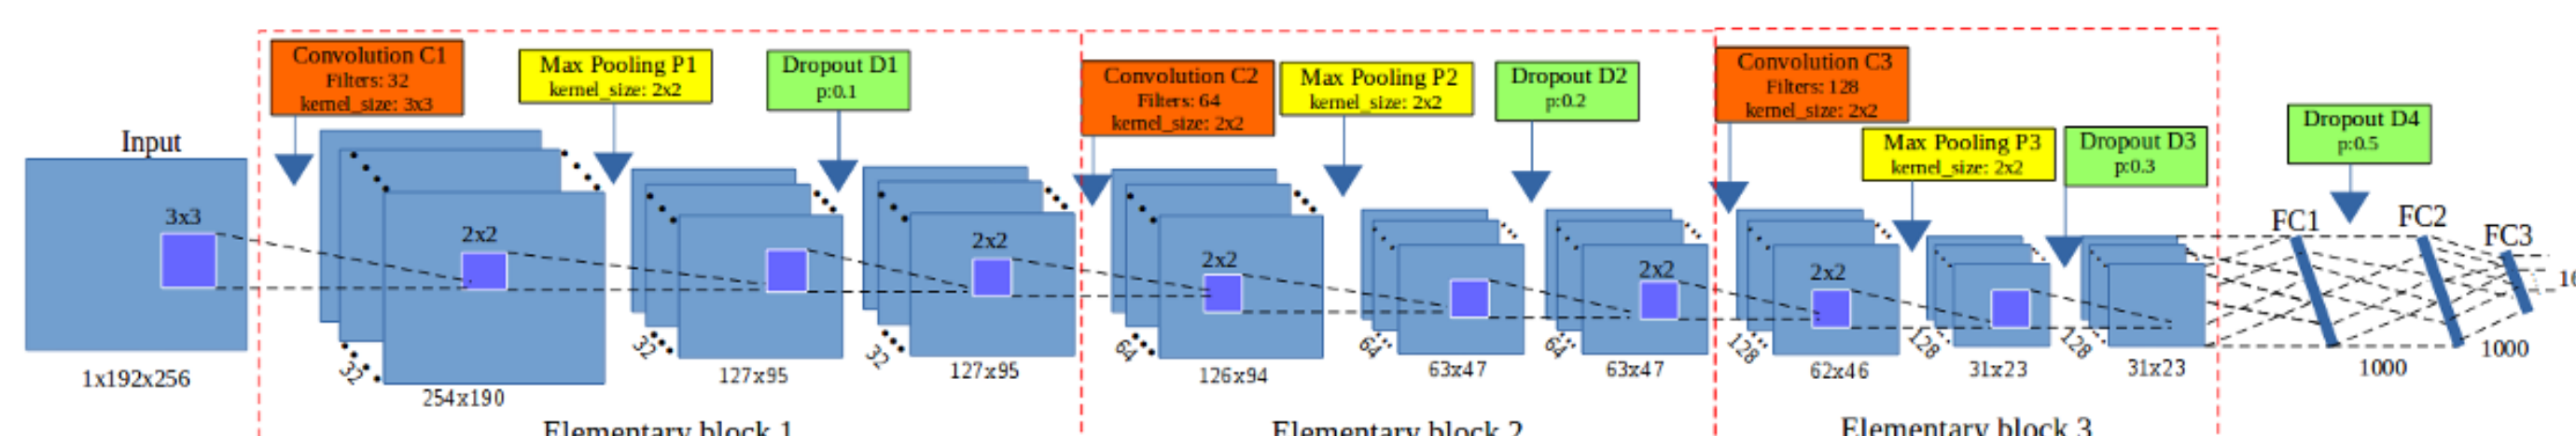 Input
3x3
1x192x256
Convolution C1
Filters: 32
kernel_size: 3x3
2x2
32
254x190
Max Pooling P1
kernel_size: 2x2
32
127x95
Dropout D1
p:0.1
2x2
32
127x95
Elementary block 1
Convolution C2
Filters: 64
kernel_size: 2x2
2x2
64
126x94
Max Pooling P2
kernel_size: 2x2
64
63x47
Dropout D2
p:0.2
2x2
64
63x47
Elementary block 2
Convolution C3
Filters: 128
kernel_size: 2x2
2x2
128
62x46
Max Pooling P3
kernel_size: 2x2
128
31x23
Dropout D3
p:0.3
128
31x23
Elementary block 3
FC1
Dropout D4
p:0.5
1000
FC2
1000
FC3